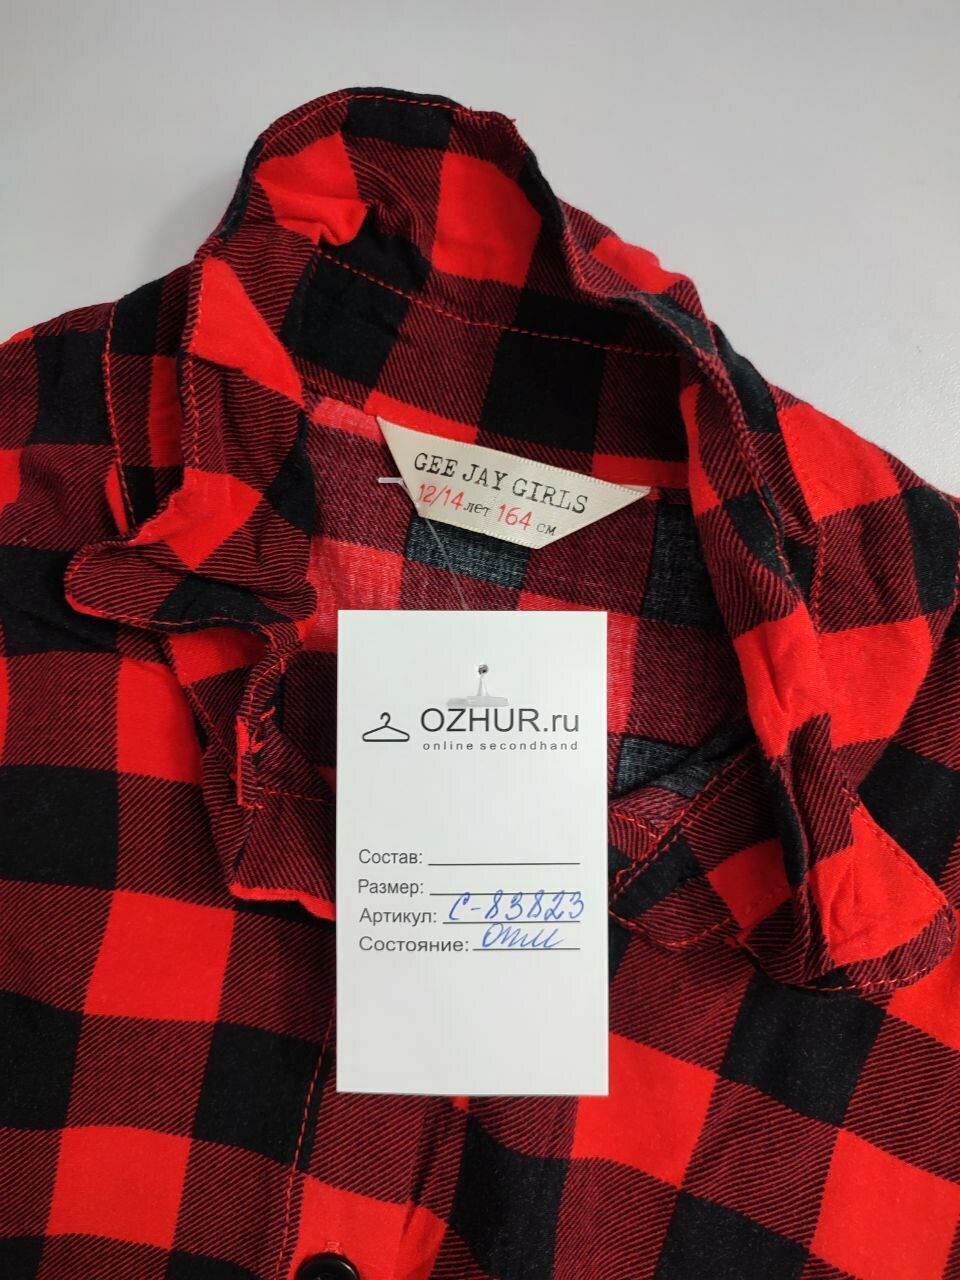 GEE JAY GIRLS
12/14 лет 164 см
OZHUR.ru
online secondhand
Состав:
Размер:
Артикул: С-83823
Состояние: отл